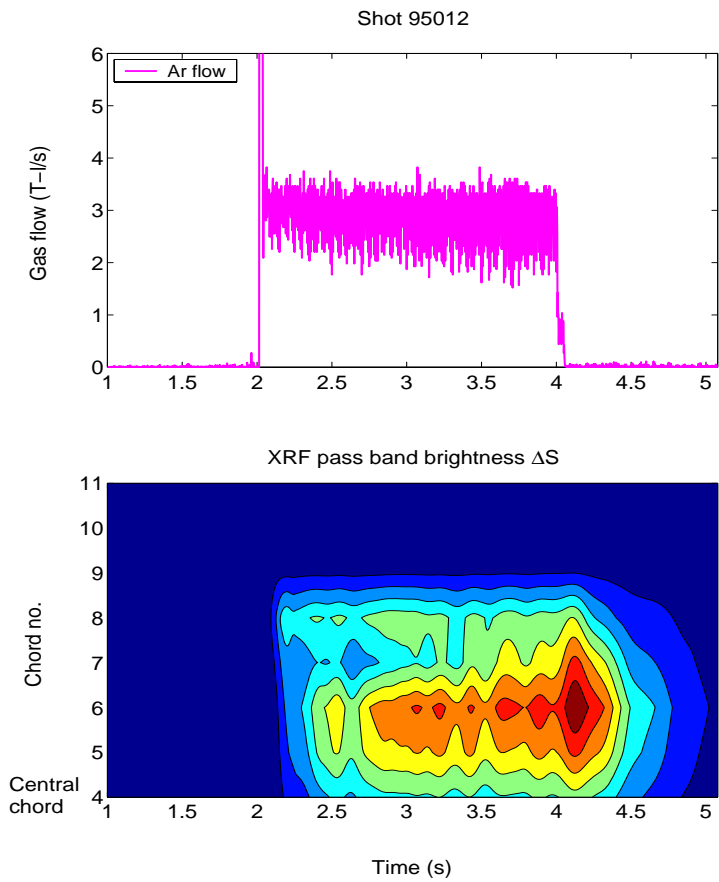 Shot 95012
Ar flow
Gas flow (T-l/s)
6
5
4
3
2
1
0
1 1.5 2 2.5 3 3.5 4 4.5 5
XRF pass band brightness ΔS
Chord no.
11
10
9
8
7
6
5
4
Central
chord
1 1.5 2 2.5 3 3.5 4 4.5 5
Time (s)